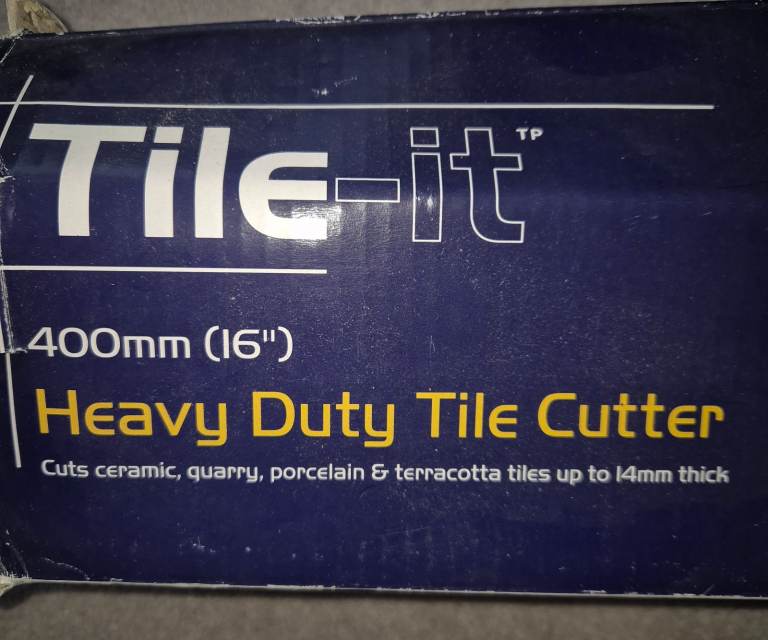 Tile-it TP
400mm (16")
Heavy Duty Tile Cutter
Cuts ceramic, quarry, porcelain & terracotta tiles up to 14mm thick